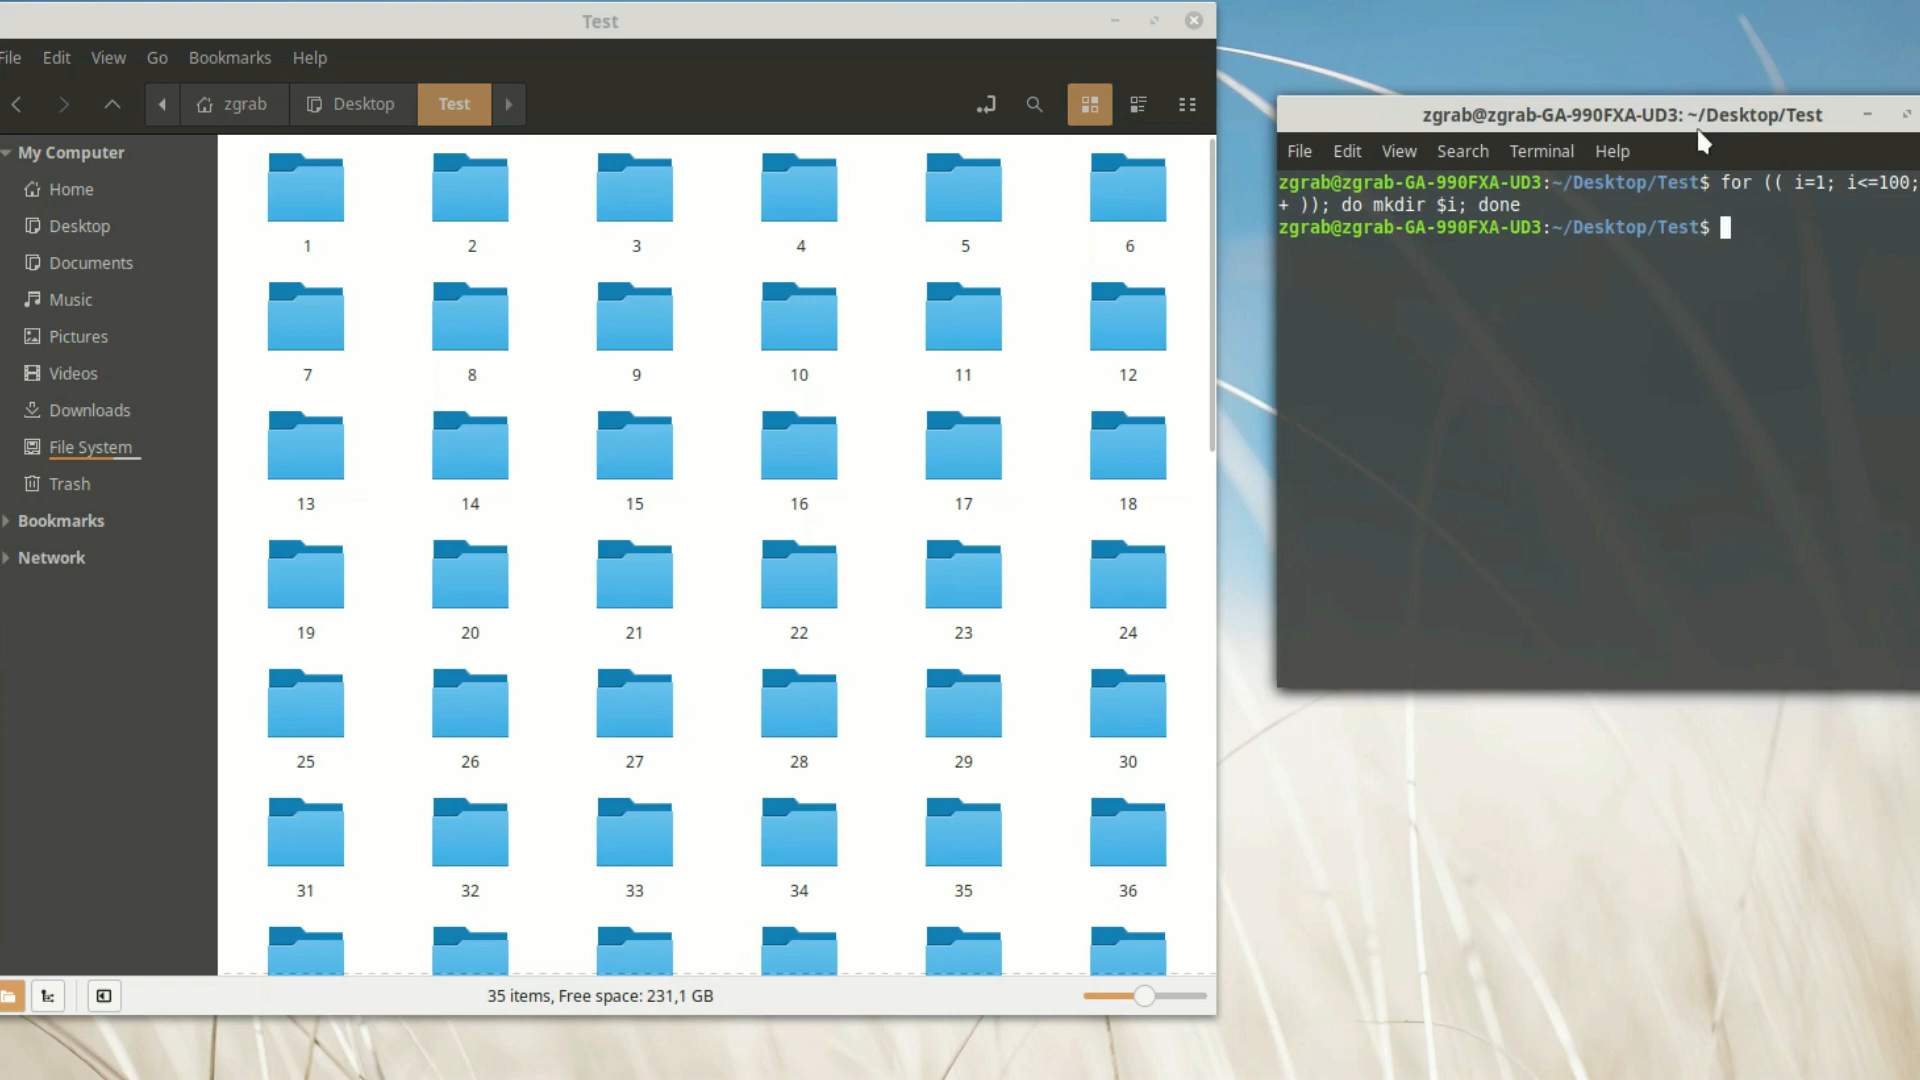 Test
File Edit View Go Bookmarks Help
zgrab Desktop Test
My Computer
Home
Desktop
Documents
Music
Pictures
Videos
Downloads
File System
Trash
Bookmarks
Network
1 2 3 4 5 6
7 8 9 10 11 12
13 14 15 16 17 18
19 20 21 22 23 24
25 26 27 28 29 30
31 32 33 34 35 36
35 items, Free space: 231,1 GB
zgrab@zgrab-GA-990FXA-UD3: ~/Desktop/Test
File Edit View Search Terminal Help
zgrab@zgrab-GA-990FXA-UD3:~/Desktop/Test$ for (( i=1; i<=100;
+ )); do mkdir $i; done
zgrab@zgrab-GA-990FXA-UD3:~/Desktop/Test$